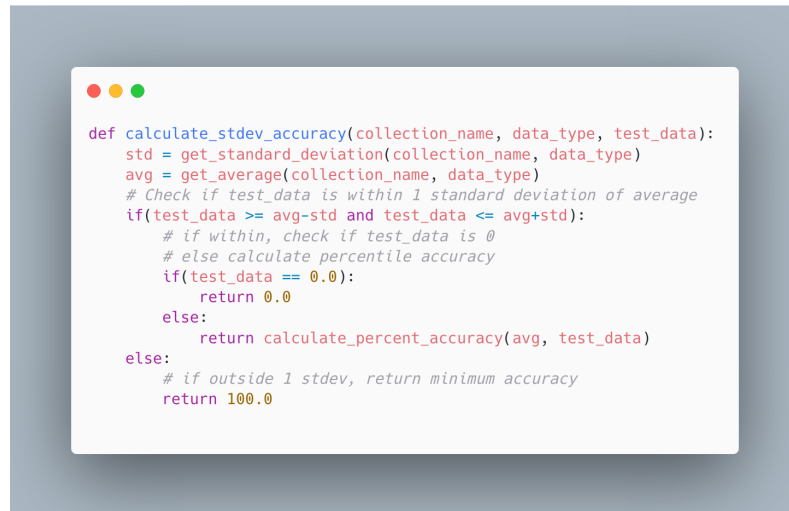 def calculate_stdev_accuracy(collection_name, data_type, test_data):
    std = get_standard_deviation(collection_name, data_type)
    avg = get_average(collection_name, data_type)
    # Check if test_data is within 1 standard deviation of average
    if(test_data >= avg-std and test_data <= avg+std):
        # if within, check if test_data is 0
        # else calculate percentile accuracy
        if(test_data == 0.0):
            return 0.0
        else:
            return calculate_percent_accuracy(avg, test_data)
    else:
        # if outside 1 stdev, return minimum accuracy
        return 100.0